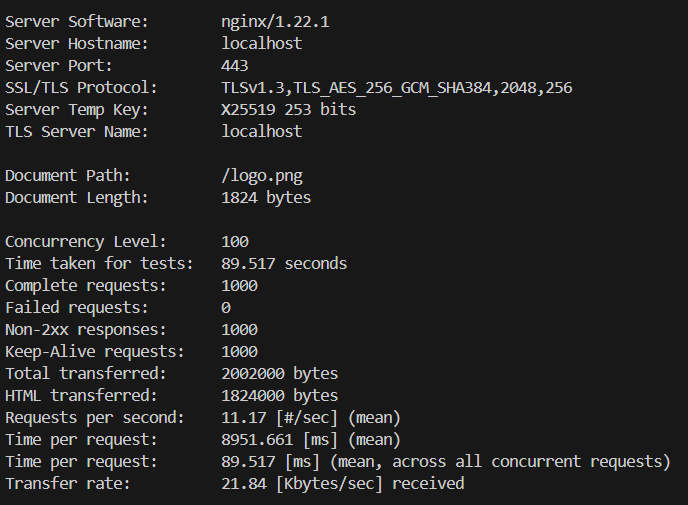 Server Software: nginx/1.22.1
Server Hostname: localhost
Server Port: 443
SSL/TLS Protocol: TLSv1.3,TLS_AES_256_GCM_SHA384,2048,256
Server Temp Key: X25519 253 bits
TLS Server Name: localhost
Document Path: /logo.png
Document Length: 1824 bytes
Concurrency Level: 100
Time taken for tests: 89.517 seconds
Complete requests: 1000
Failed requests: 0
Non-2xx responses: 1000
Keep-Alive requests: 1000
Total transferred: 2002000 bytes
HTML transferred: 1824000 bytes
Requests per second: 11.17 [#/sec] (mean)
Time per request: 8951.661 [ms] (mean)
Time per request: 89.517 [ms] (mean, across all concurrent requests)
Transfer rate: 21.84 [Kbytes/sec] received